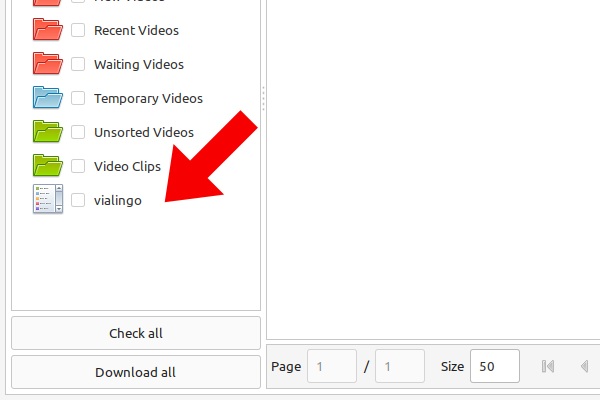 Recent Videos
Waiting Videos
Temporary Videos
Unsorted Videos
Video Clips
vialingo
Check all
Download all
Page 1 / 1 Size 50